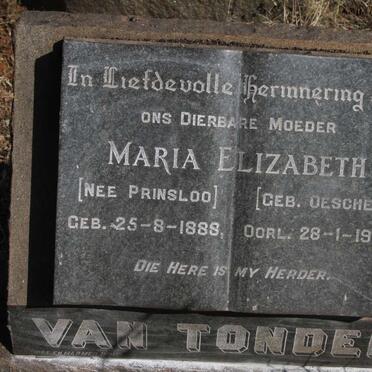 In Liefdevolle Herinnering
ONS DIERBARE MOEDER
MARIA ELIZABETH
[NEE PRINSLOO] [GEB. OESCHE
GEB. 25-8-1888, OORL. 28-1-19
DIE HERE IS MY HERDER.
VAN TONDE